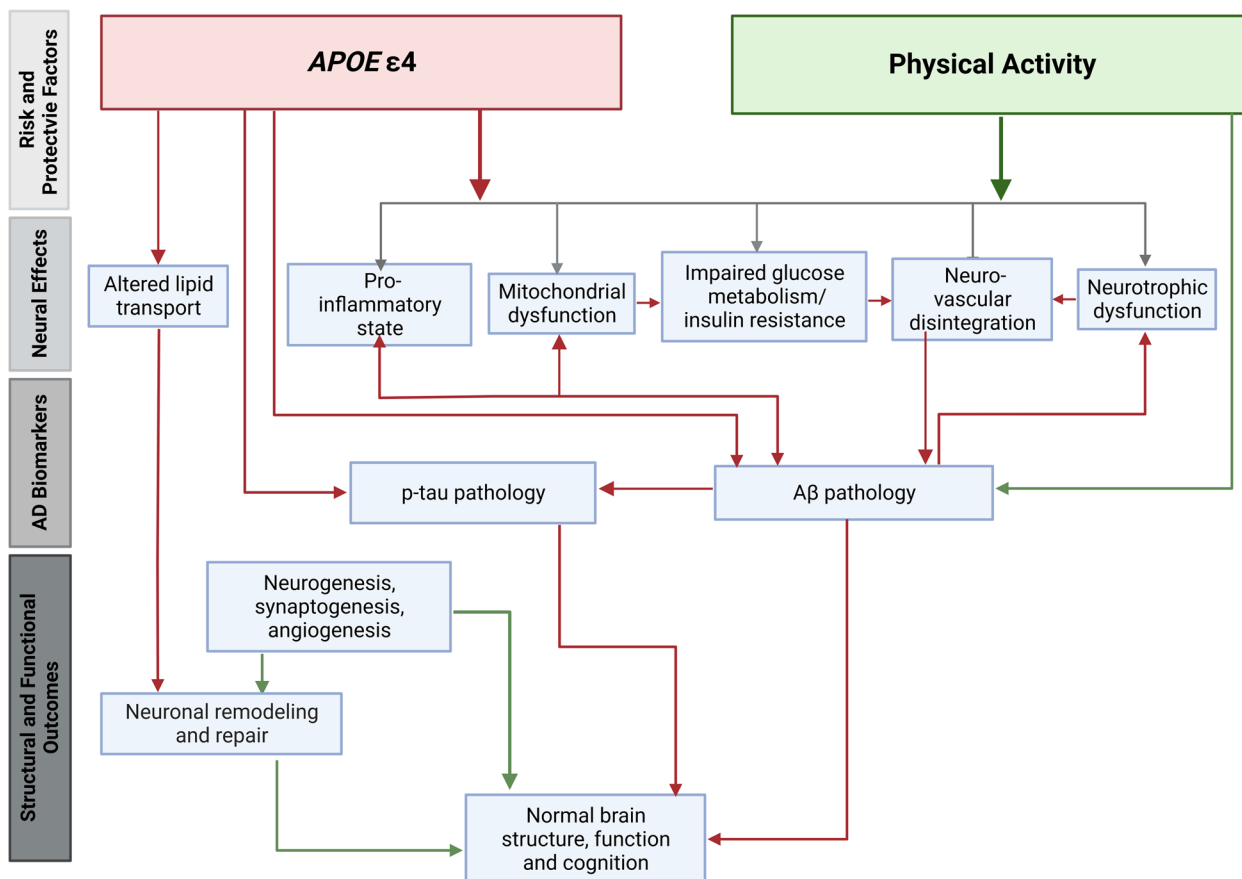 Risk and
Protectvie Factors
APOE ε4
Physical Activity
Neural Effects
Altered lipid
transport
Pro-
inflammatory
state
Mitochondrial
dysfunction
Impaired glucose
metabolism/
insulin resistance
Neuro-
vascular
disintegration
Neurotrophic
dysfunction
AD Biomarkers
p-tau pathology
Aβ pathology
Structural and Functional
Outcomes
Neurogenesis,
synaptogenesis,
angiogenesis
Neuronal remodeling
and repair
Normal brain
structure, function
and cognition